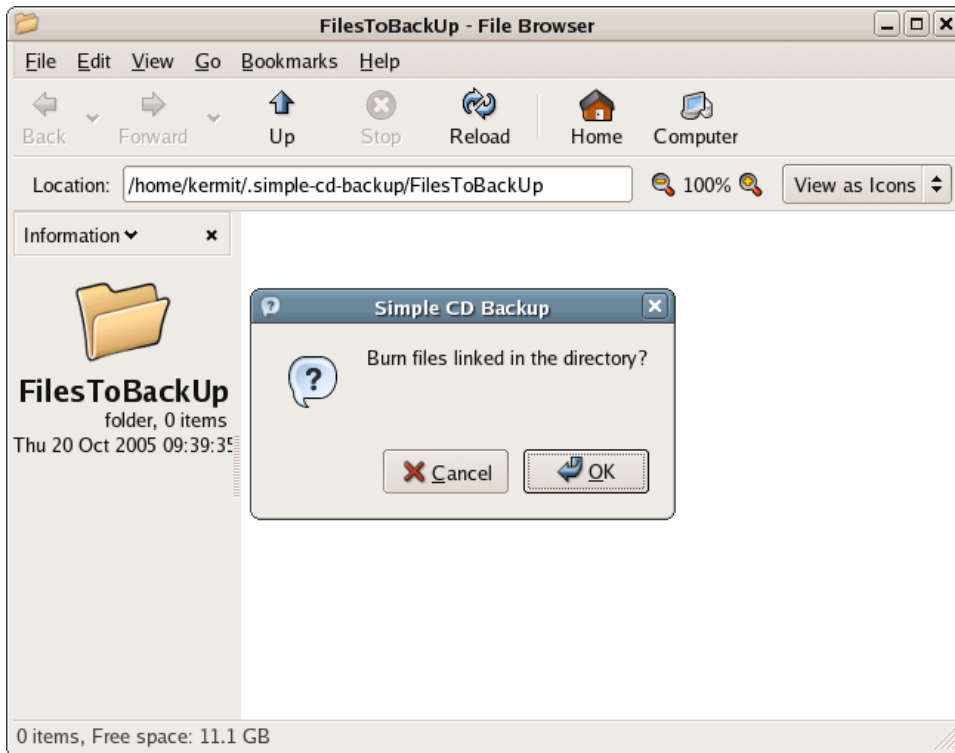 FilesToBackUp - File Browser
File Edit View Go Bookmarks Help
Back Forward Up Stop Reload Home Computer
Location: /home/kermit/.simple-cd-backup/FilesToBackUp 100% View as Icons
Information
FilesToBackUp
folder, 0 items
Thu 20 Oct 2005 09:39:35
Simple CD Backup
Burn files linked in the directory?
Cancel OK
0 items, Free space: 11.1 GB